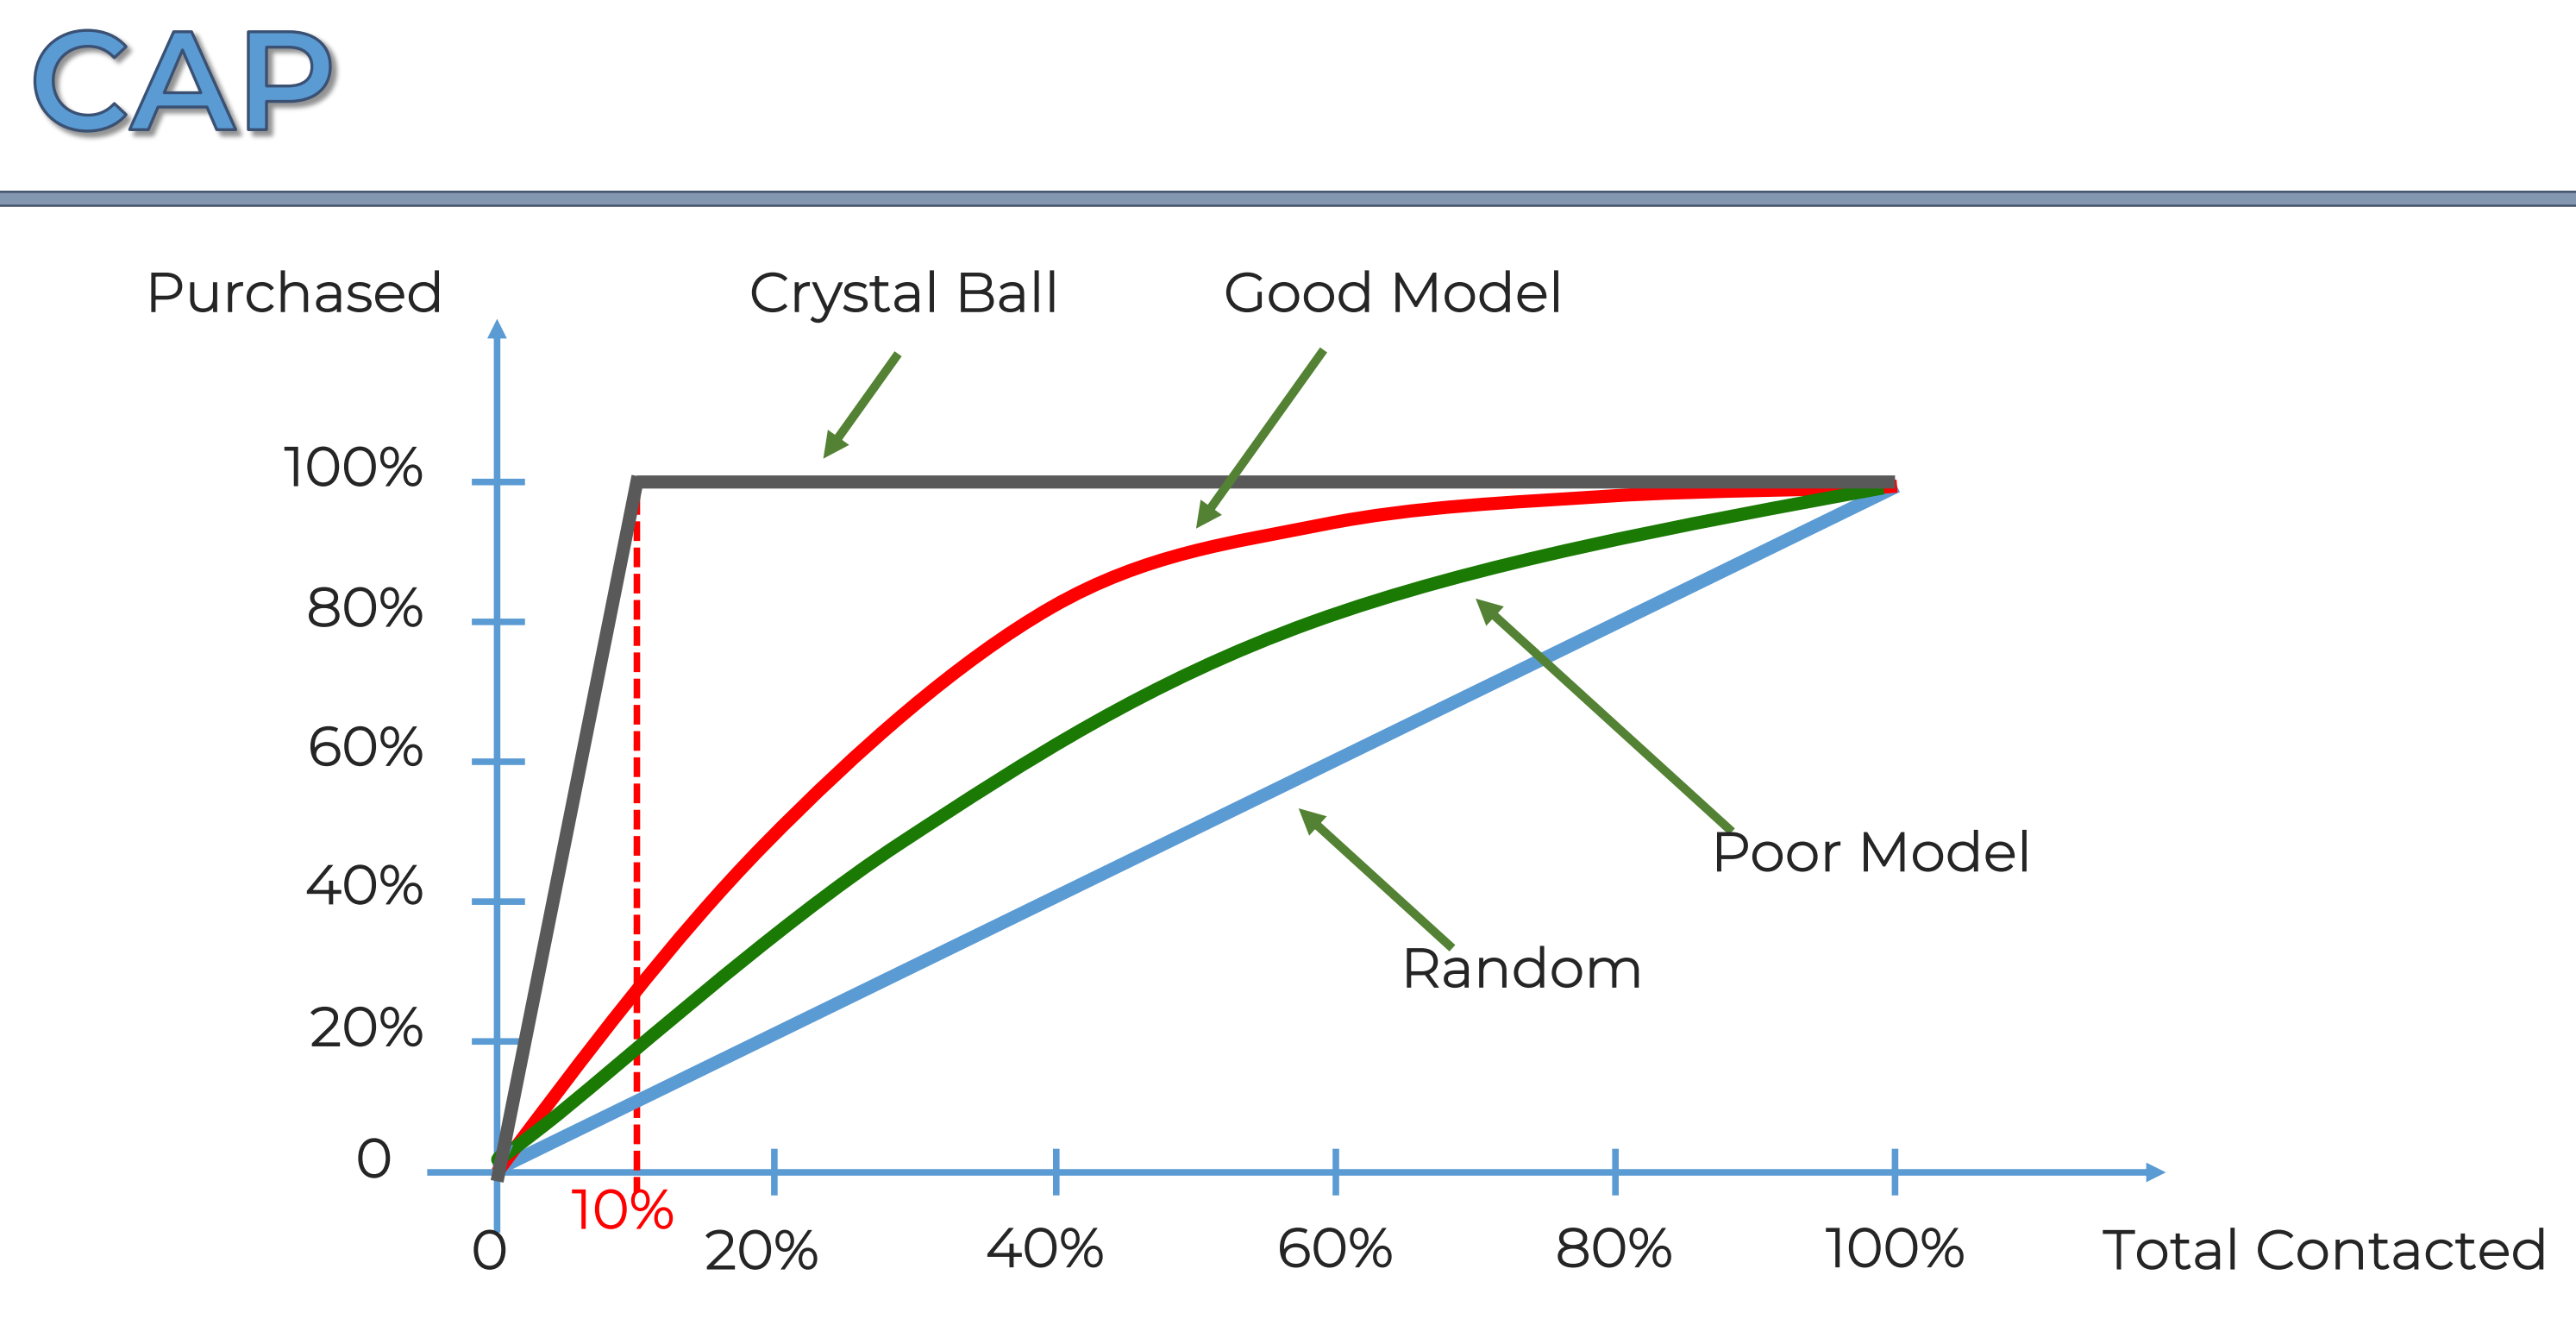 CAP
Purchased
Crystal Ball
Good Model
100%
80%
60%
40%
20%
0
Poor Model
Random
10%
0
20%
40%
60%
80%
100%
Total Contacted